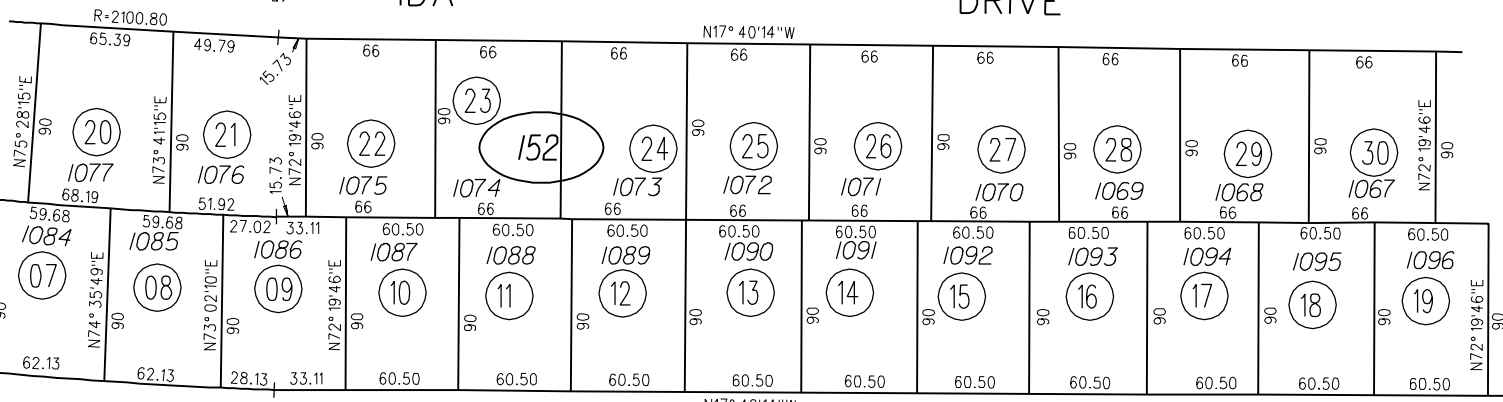 IDA DRIVE
R=2100.80 N17° 40'14"W
65.39 49.79 15.73 66 66 66 66 66 66 66 66 66
N75° 28'15"E 90 N73° 41'15"E 90 N72° 19'46"E 90 90 90 90 90 90 90 90 N72° 19'46"E 90
20 21 22 23 152 24 25 26 27 28 29 30
1077 1076 15.73 1075 1074 1073 1072 1071 1070 1069 1068 1067
68.19 51.92 66 66 66 66 66 66 66 66 66
59.68 59.68 27.02 33.11 60.50 60.50 60.50 60.50 60.50 60.50 60.50 60.50 60.50 60.50
1084 1085 1086 1087 1088 1089 1090 1091 1092 1093 1094 1095 1096
07 08 09 10 11 12 13 14 15 16 17 18 19
90 N74° 35'49"E 90 N73° 02'10"E 90 N72° 19'46"E 90 90 90 90 90 90 90 90 90 90 N72° 19'46"E 90
62.13 62.13 28.13 33.11 60.50 60.50 60.50 60.50 60.50 60.50 60.50 60.50 60.50 60.50